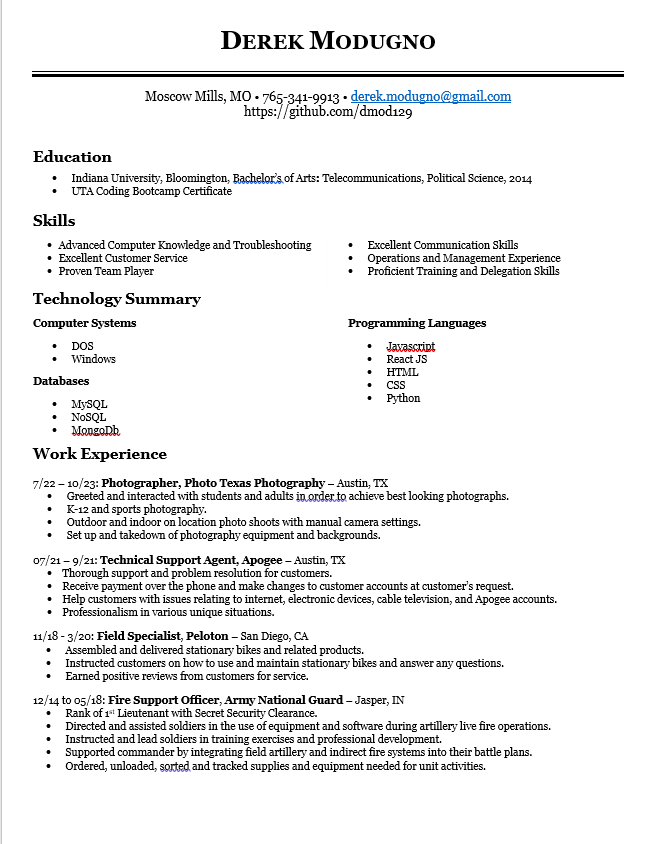 DEREK MODUGNO
Moscow Mills, MO • 765-341-9913 • derek.modugno@gmail.com
https://github.com/dmod129
Education
• Indiana University, Bloomington, Bachelor's of Arts: Telecommunications, Political Science, 2014
• UTA Coding Bootcamp Certificate
Skills
• Advanced Computer Knowledge and Troubleshooting
• Excellent Customer Service
• Proven Team Player
• Excellent Communication Skills
• Operations and Management Experience
• Proficient Training and Delegation Skills
Technology Summary
Computer Systems
• DOS
• Windows
Databases
• MySQL
• NoSQL
• MongoDb
Programming Languages
• Javascript
• React JS
• HTML
• CSS
• Python
Work Experience
7/22 – 10/23: Photographer, Photo Texas Photography – Austin, TX
• Greeted and interacted with students and adults in order to achieve best looking photographs.
• K-12 and sports photography.
• Outdoor and indoor on location photo shoots with manual camera settings.
• Set up and takedown of photography equipment and backgrounds.
07/21 – 9/21: Technical Support Agent, Apogee – Austin, TX
• Thorough support and problem resolution for customers.
• Receive payment over the phone and make changes to customer accounts at customer's request.
• Help customers with issues relating to internet, electronic devices, cable television, and Apogee accounts.
• Professionalism in various unique situations.
11/18 - 3/20: Field Specialist, Peloton – San Diego, CA
• Assembled and delivered stationary bikes and related products.
• Instructed customers on how to use and maintain stationary bikes and answer any questions.
• Earned positive reviews from customers for service.
12/14 to 05/18: Fire Support Officer, Army National Guard – Jasper, IN
• Rank of 1st Lieutenant with Secret Security Clearance.
• Directed and assisted soldiers in the use of equipment and software during artillery live fire operations.
• Instructed and lead soldiers in training exercises and professional development.
• Supported commander by integrating field artillery and indirect fire systems into their battle plans.
• Ordered, unloaded, sorted and tracked supplies and equipment needed for unit activities.